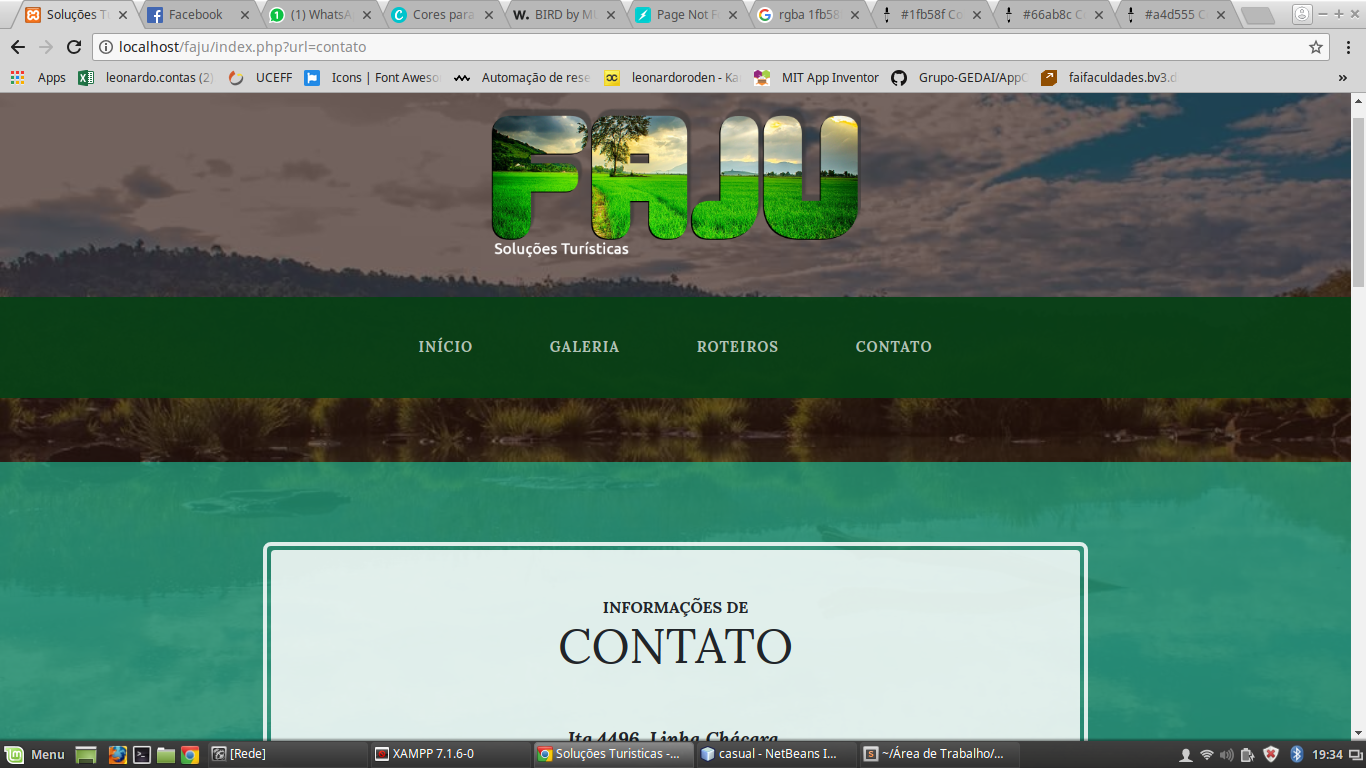 Soluções T
Facebook
(1) WhatsA
Cores para
BIRD by M
Page Not F
rgba 1fb58
#1fb58f Co
#66ab8c C
#a4d555 C
localhost/faju/index.php?url=contato
Apps
leonardo.contas (2)
UCEFF
Icons | Font Aweso
Automação de rese
leonardoroden - Ka
MIT App Inventor
Grupo-GEDAI/AppC
faifaculdades.bv3.d
»
FAJU
Soluções Turísticas
INÍCIO
GALERIA
ROTEIROS
CONTATO
INFORMAÇÕES DE
CONTATO
Ita 4496, Linha Chácara
Menu
[Rede]
XAMPP 7.1.6-0
Soluções Turisticas -...
casual - NetBeans I...
~/Área de Trabalho/...
19:34